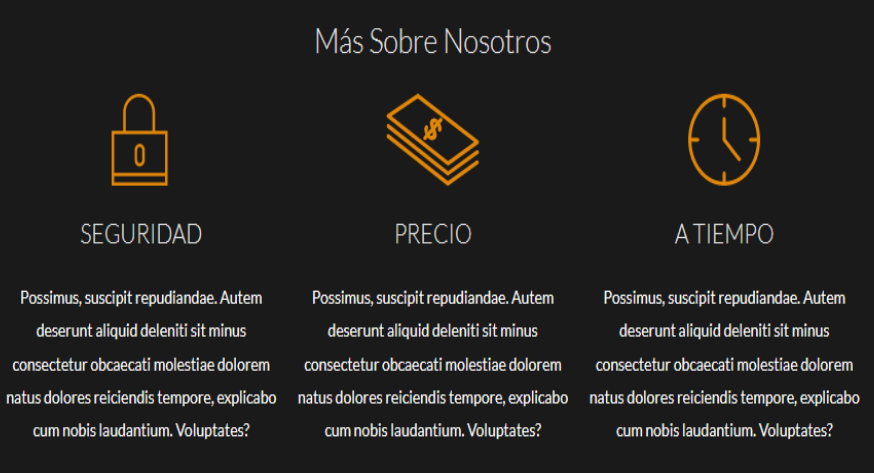 Más Sobre Nosotros
SEGURIDAD
Possimus, suscipit repudiandae. Autem
deserunt aliquid deleniti sit minus
consectetur obcaecati molestiae dolorem
natus dolores reiciendis tempore, explicabo
cum nobis laudantium. Voluptates?
PRECIO
Possimus, suscipit repudiandae. Autem
deserunt aliquid deleniti sit minus
consectetur obcaecati molestiae dolorem
natus dolores reiciendis tempore, explicabo
cum nobis laudantium. Voluptates?
A TIEMPO
Possimus, suscipit repudiandae. Autem
deserunt aliquid deleniti sit minus
consectetur obcaecati molestiae dolorem
natus dolores reiciendis tempore, explicabo
cum nobis laudantium. Voluptates?